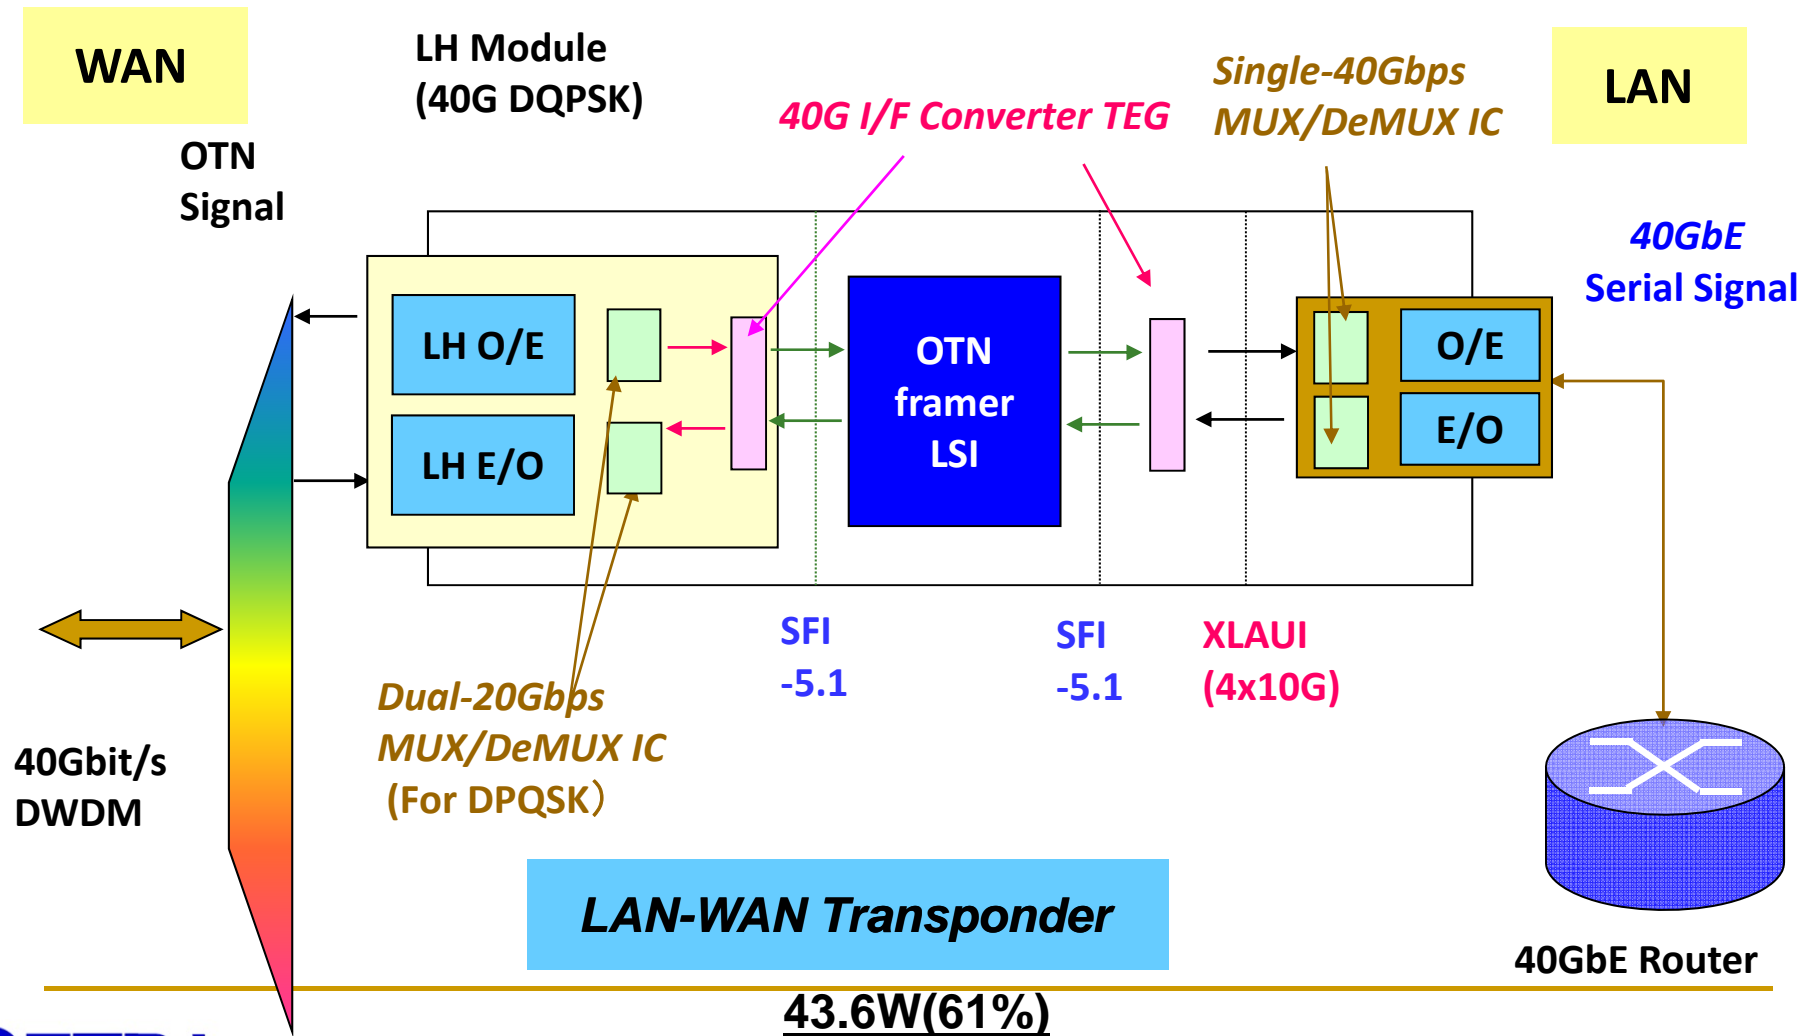 WAN
LH Module
(40G DQPSK)
40G I/F Converter TEG
Single-40Gbps
MUX/DeMUX IC
LAN
OTN
Signal
40GbE
Serial Signal
LH O/E
LH E/O
OTN
framer
LSI
O/E
E/O
SFI
-5.1
SFI
-5.1
XLAUI
(4x10G)
Dual-20Gbps
MUX/DeMUX IC
(For DPQSK）
40Gbit/s
DWDM
LAN-WAN Transponder
40GbE Router
43.6W(61%)